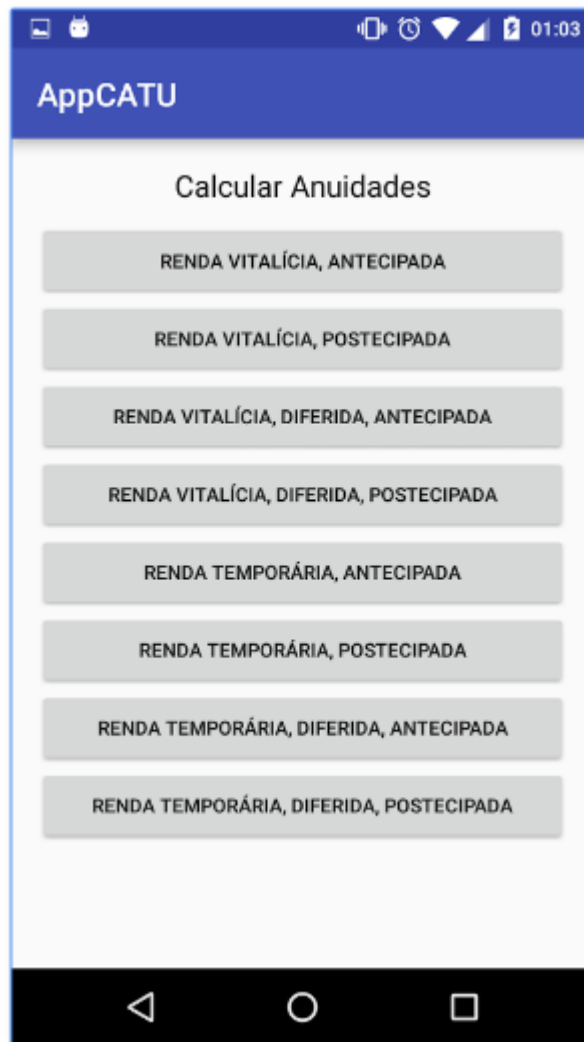 01:03
AppCATU
Calcular Anuidades
RENDA VITALÍCIA, ANTECIPADA
RENDA VITALÍCIA, POSTECIPADA
RENDA VITALÍCIA, DIFERIDA, ANTECIPADA
RENDA VITALÍCIA, DIFERIDA, POSTECIPADA
RENDA TEMPORÁRIA, ANTECIPADA
RENDA TEMPORÁRIA, POSTECIPADA
RENDA TEMPORÁRIA, DIFERIDA, ANTECIPADA
RENDA TEMPORÁRIA, DIFERIDA, POSTECIPADA